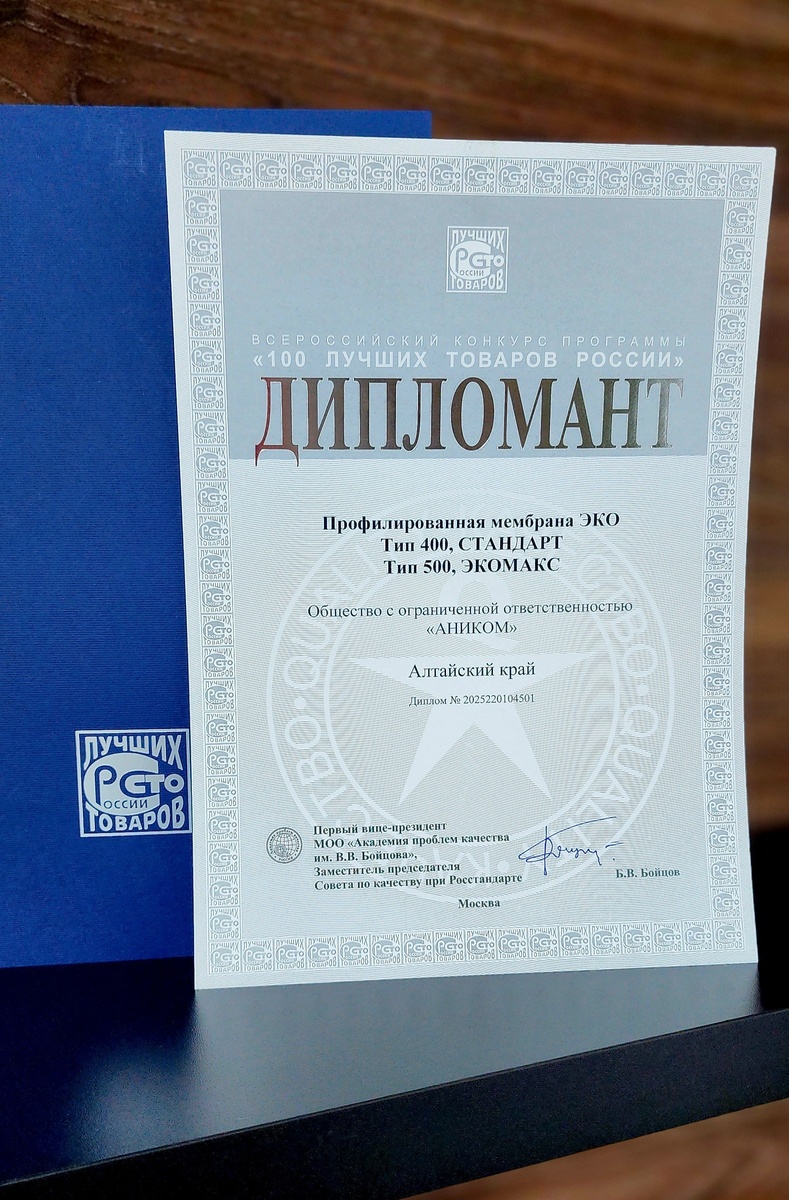 ЛУЧШИХ
РСТО
ОССИИ
ТОВАРОВ
ВСЕРОССИЙСКИЙ КОНКУРС ПРОГРАММЫ
«100 ЛУЧШИХ ТОВАРОВ РОССИИ»
ДИПЛОМАНТ
Профилированная мембрана ЭКО
Тип 400, СТАНДАРТ
Тип 500, ЭКОМАКС
Общество с ограниченной ответственностью
«АНИКОМ»
Алтайский край
Диплом № 2025220104501
Первый вице-президент
МОО «Академия проблем качества
им. В.В. Бойцова»,
Заместитель председателя
Совета по качеству при Росстандарте
Б.В. Бойцов
Москва
ЛУЧШИХ
РСТО
ОССИИ
ТОВАРОВ